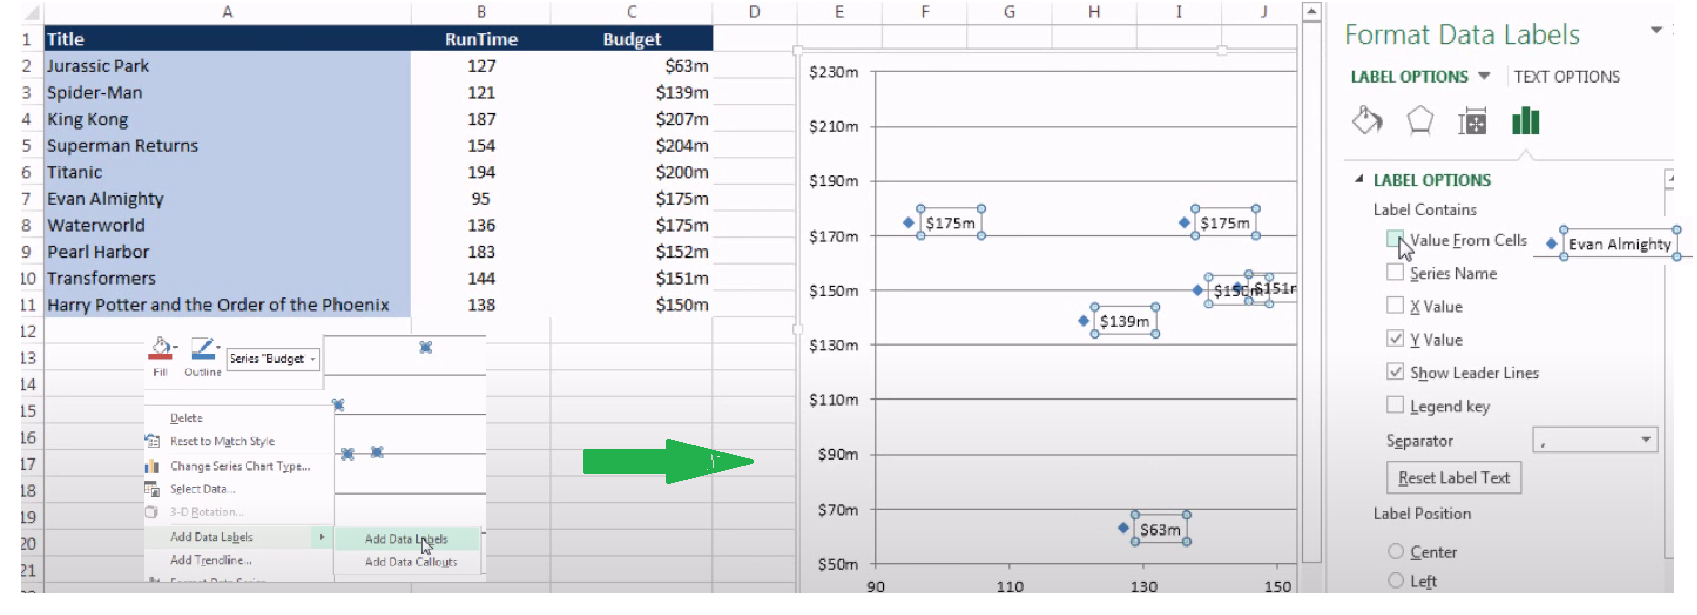 A B C D E F G H I J
1 Title RunTime Budget
2 Jurassic Park 127 $63m
3 Spider-Man 121 $139m
4 King Kong 187 $207m
5 Superman Returns 154 $204m
6 Titanic 194 $200m
7 Evan Almighty 95 $175m
8 Waterworld 136 $175m
9 Pearl Harbor 183 $152m
10 Transformers 144 $151m
11 Harry Potter and the Order of the Phoenix 138 $150m
12
13
14
15
16
17
18
19
20
21
Fill Outline Series "Budget
Delete
Reset to Match Style
Change Series Chart Type...
Select Data...
3-D Rotation...
Add Data Labels
Add Trendline...
Format Data Series
Add Data Labels
Add Data Callouts
$230m
$210m
$190m
$170m
$150m
$130m
$110m
$90m
$70m
$50m
90 110 130 150
$175m $175m
$151m
$139m
$63m
Format Data Labels
LABEL OPTIONS TEXT OPTIONS
LABEL OPTIONS
Label Contains
Value From Cells
Evan Almighty
Series Name
X Value
Y Value
Show Leader Lines
Legend key
Separator ,
Reset Label Text
Label Position
Center
Left